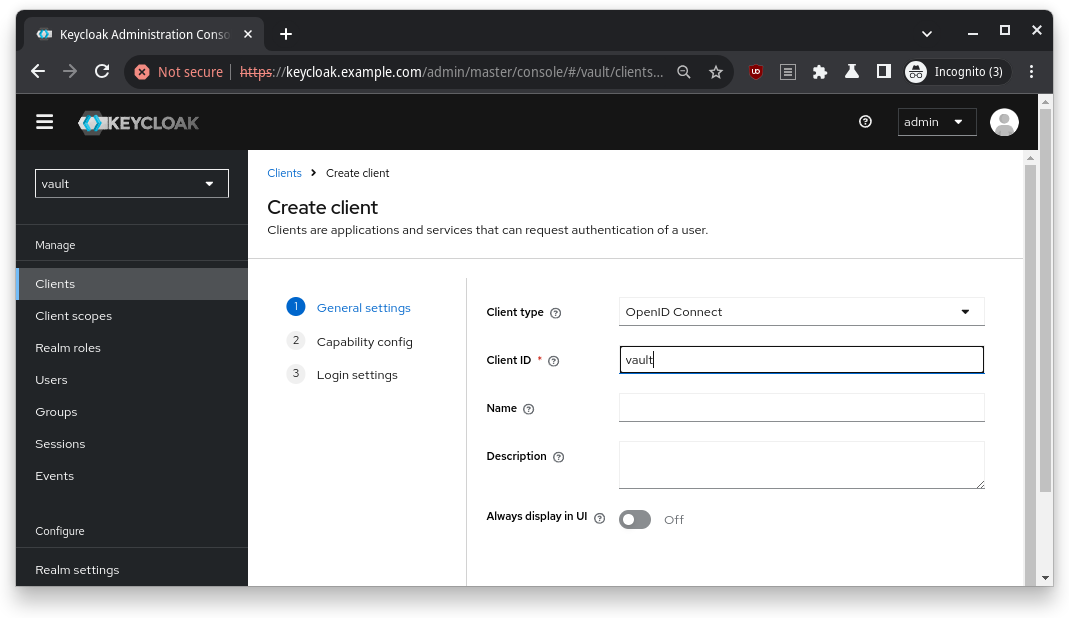 Keycloak Administration Conso
Not secure https://keycloak.example.com/admin/master/console/#/vault/clients...
Incognito (3)
KEYCLOAK
admin
vault
Manage
Clients
Client scopes
Realm roles
Users
Groups
Sessions
Events
Configure
Realm settings
Clients > Create client
Create client
Clients are applications and services that can request authentication of a user.
1 General settings
2 Capability config
3 Login settings
Client type OpenID Connect
Client ID * vault
Name
Description
Always display in UI Off